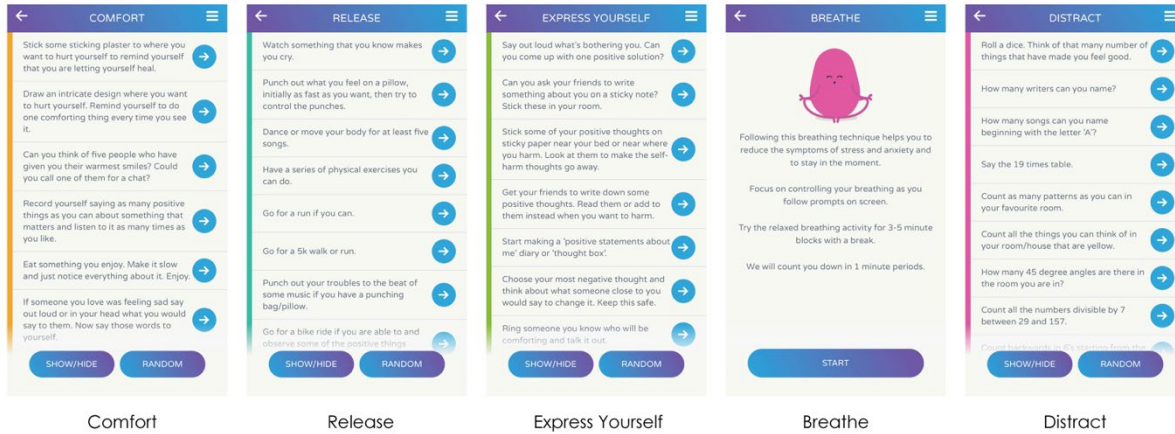 COMFORT
Stick some sticking plaster to where you
want to hurt yourself to remind yourself
that you are letting yourself heal.
Draw an intricate design where you want
to hurt yourself. Remind yourself to do
one comforting thing every time you see
it.
Can you think of five people who have
given you their warmest smiles? Could
you call one of them for a chat?
Record yourself saying as many positive
things as you can about something that
matters and listen to it as many times as
you like.
Eat something you enjoy. Make it slow
and just notice everything about it. Enjoy.
If someone you love was feeling sad say
out loud or in your head what you would
say to them. Now say those words to
yourself.
SHOW/HIDE
RANDOM
Comfort
RELEASE
Watch something that you know makes
you cry.
Punch out what you feel on a pillow,
initially as fast as you want, then try to
control the punches.
Dance or move your body for at least five
songs.
Have a series of physical exercises you
can do.
Go for a run if you can.
Go for a 5k walk or run.
Punch out your troubles to the beat of
some music if you have a punching
bag/pillow.
Go for a bike ride if you are able to and
observe some of the positive things
SHOW/HIDE
RANDOM
Release
EXPRESS YOURSELF
Say out loud what's bothering you. Can
you come up with one positive solution?
Can you ask your friends to write
something about you on a sticky note?
Stick these in your room.
Stick some of your positive thoughts on
sticky paper near your bed or near where
you harm. Look at them to make the self-
harm thoughts go away.
Get your friends to write down some
positive thoughts. Read them or add to
them instead when you want to harm.
Start making a 'positive statements about
me' diary or 'thought box'.
Choose your most negative thought and
think about what someone close to you
would say to change it. Keep this safe.
Ring someone you know who will be
comforting and talk it out.
SHOW/HIDE
RANDOM
Express Yourself
BREATHE
Following this breathing technique helps you to
reduce the symptoms of stress and anxiety and
to stay in the moment.
Focus on controlling your breathing as you
follow prompts on screen.
Try the relaxed breathing activity for 3-5 minute
blocks with a break.
We will count you down in 1 minute periods.
START
Breathe
DISTRACT
Roll a dice. Think of that many number of
things that have made you feel good.
How many writers can you name?
How many songs can you name
beginning with the letter 'A'?
Say the 19 times table.
Count as many patterns as you can in
your favourite room.
Count all the things you can think of in
your room/house that are yellow.
How many 45 degree angles are there in
the room you are in?
Count all the numbers divisible by 7
between 29 and 157.
Count backwards in 6's starting from the
SHOW/HIDE
RANDOM
Distract